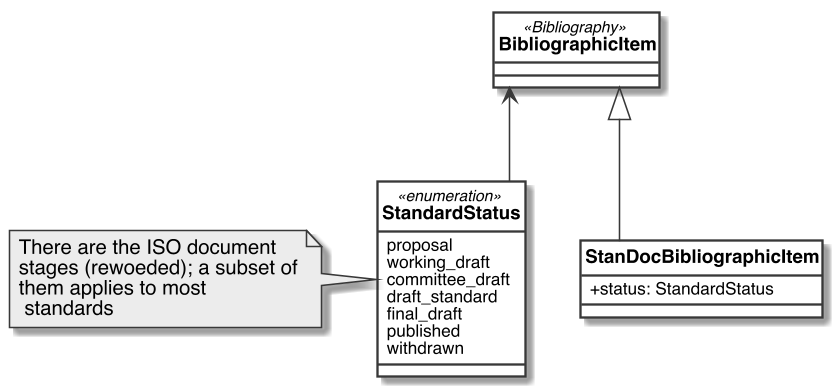 «Bibliography»
BibliographicItem
«enumeration»
StandardStatus
proposal
working_draft
committee_draft
draft_standard
final_draft
published
withdrawn
There are the ISO document
stages (rewoeded); a subset of
them applies to most
standards
StanDocBibliographicItem
+status: StandardStatus